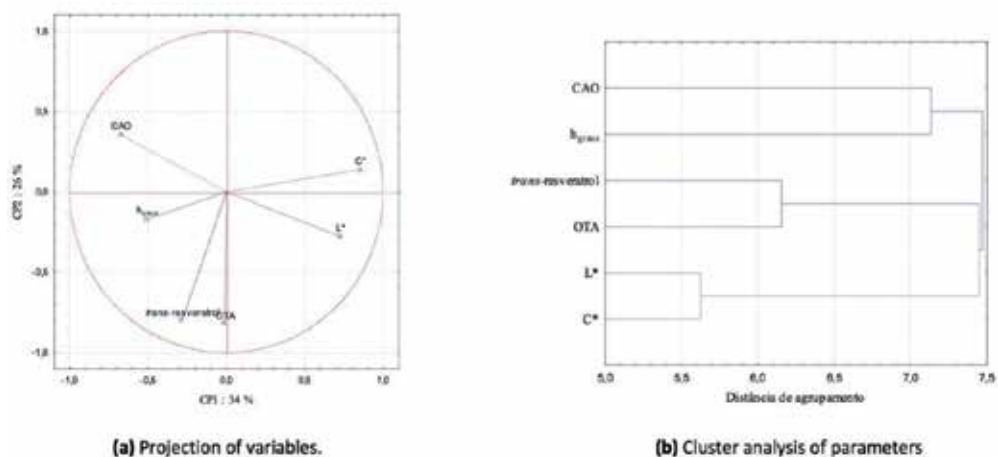 1,0
0,5
0,0
-0,5
-1,0
CP2 : 26 %
CAO
C*
L*
trans-resveratrol
OTA
-1,0
-0,5
0,0
0,5
1,0
CP1 : 34 %
(a) Projection of variables.
CAO
trans-resveratrol
OTA
L*
C*
5,0
5,5
6,0
6,5
7,0
7,5
Distância de agrupamento
(b) Cluster analysis of parameters